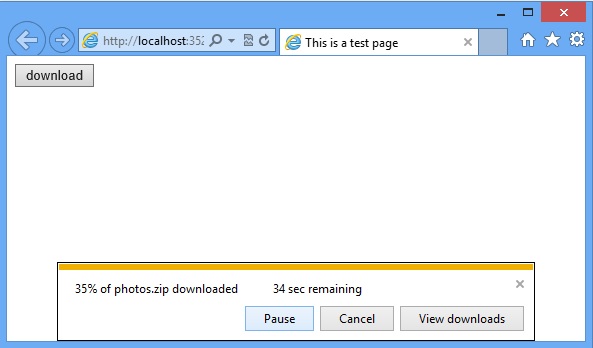 http://localhost:352
This is a test page
download
35% of photos.zip downloaded 34 sec remaining
Pause Cancel View downloads